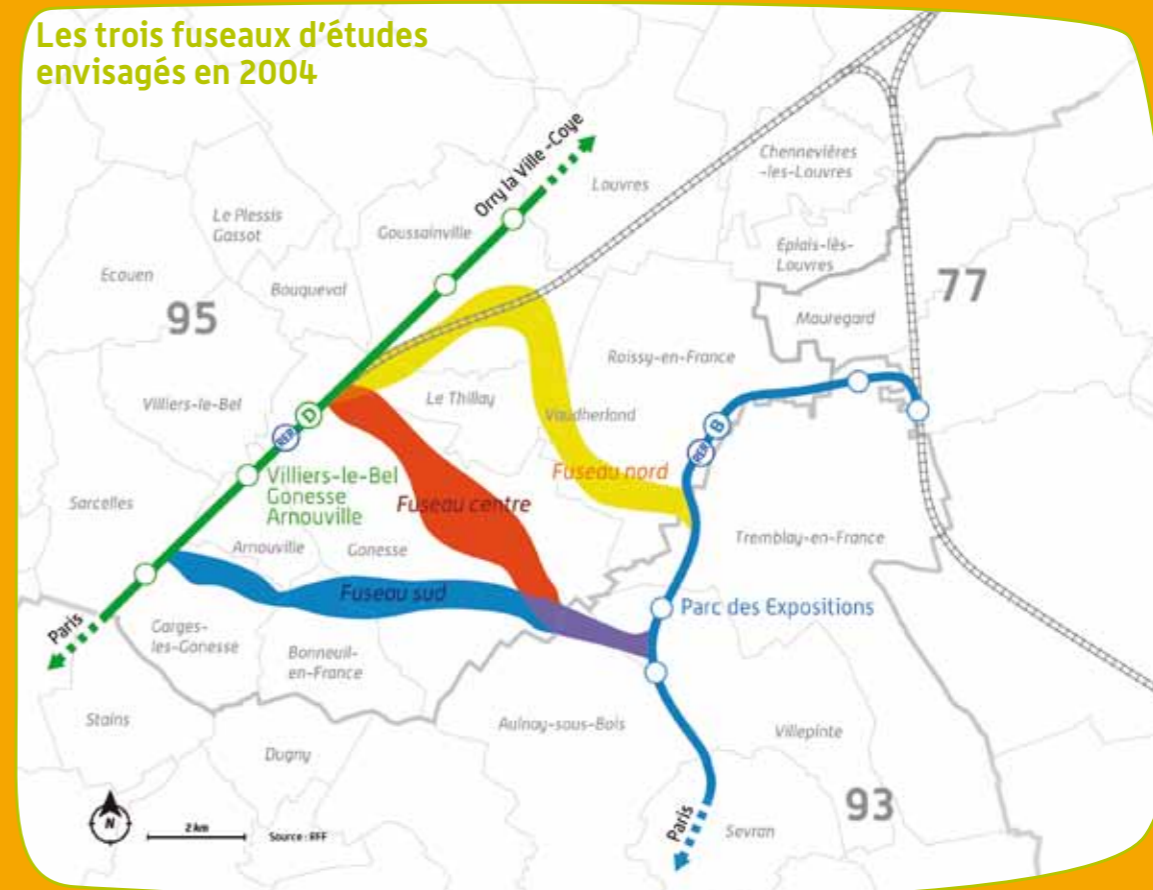 Les trois fuseaux d'études
envisagés en 2004
Orry la Ville-Coye
Louvres
Chennevières
-les-Louvres
Le Plessis
Gassot
Goussainville
Epiais-lès-
Louvres
Ecouen
Bouqueval
95
77
Mauregard
Roissy-en-France
Villiers-le-Bel
Le Thillay
Vaudherland
RER
D
RER
B
Fuseau nord
Villiers-le-Bel
Gonesse
Arnouville
Fuseau centre
Sarcelles
Arnouville
Gonesse
Tremblay-en-France
Fuseau sud
Parc des Expositions
Paris
Garges-
les-Gonesse
Bonneuil-
en-France
Stains
Aulnay-sous-Bois
Villepinte
Dugny
93
Paris
Sevran
N
2 km
Source : RFF